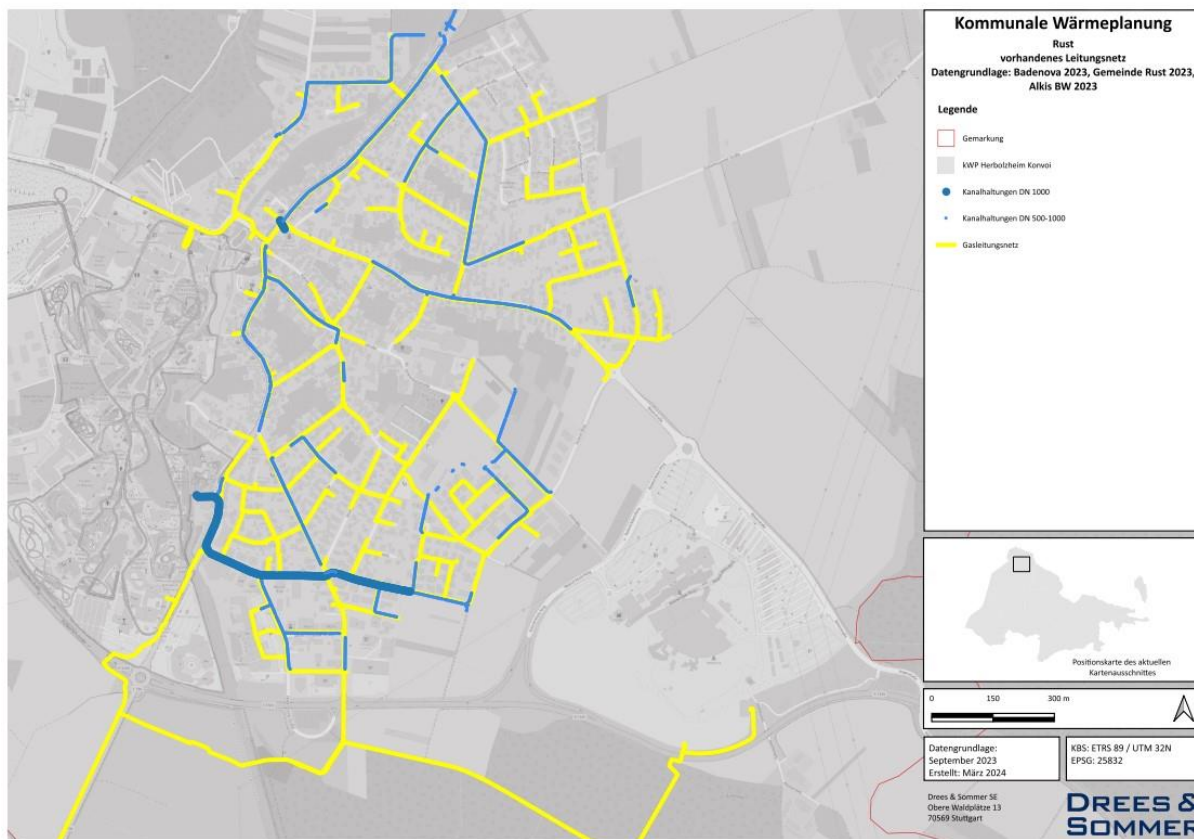 Kommunale Wärmeplanung
Rust
vorhandenes Leitungsnetz
Datengrundlage: Badenova 2023, Gemeinde Rust 2023,
Alkis BW 2023
Legende
Gemarkung
kWP Herbolzheim Konvoi
Kanalhaltungen DN 1000
Kanalhaltungen DN 500-1000
Gasleitungsnetz
Positionskarte des aktuellen
Kartenausschnittes
0 150 300 m
Datengrundlage:
September 2023
Erstellt: März 2024
KBS: ETRS 89 / UTM 32N
EPSG: 25832
Drees & Sommer SE
Obere Waldplätze 13
70569 Stuttgart
DREES &
SOMMER